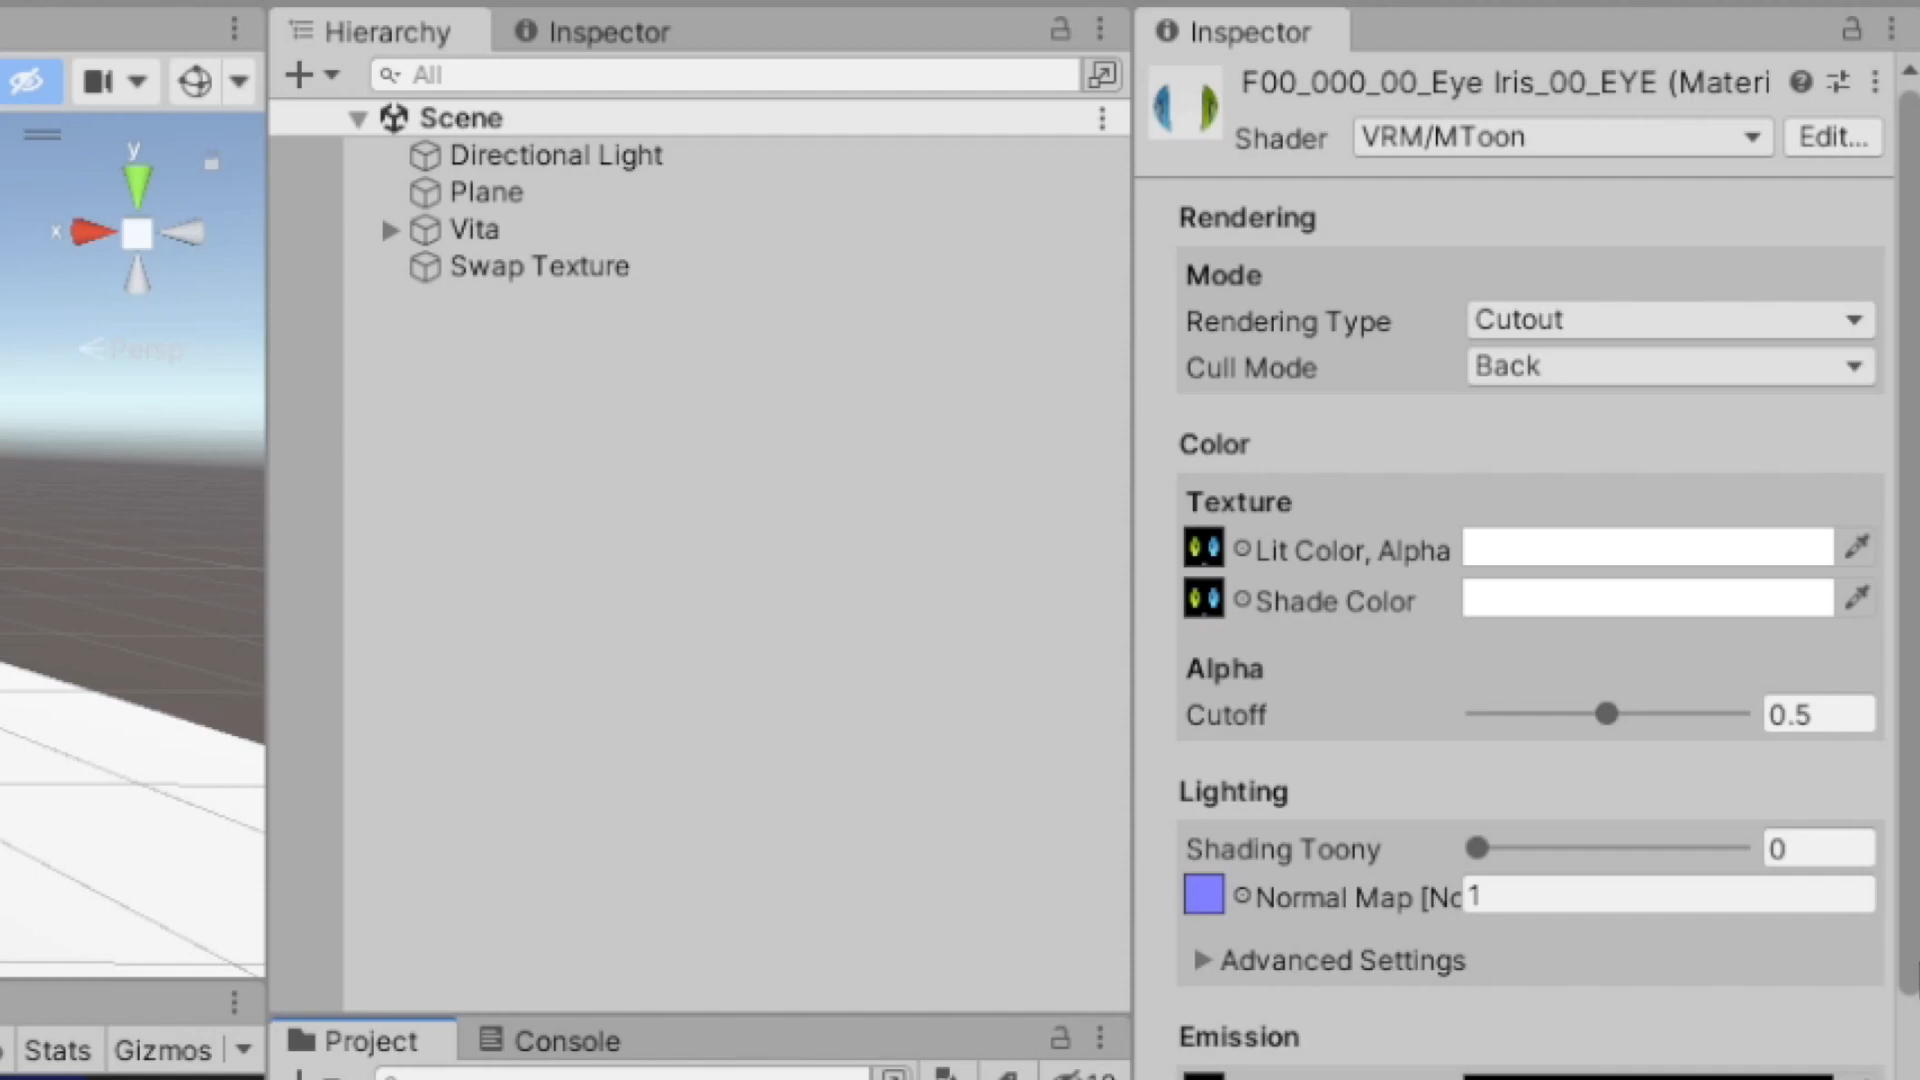 Hierarchy
Inspector
All
Scene
Directional Light
Plane
Vita
Swap Texture
y
x
Persp
Stats
Gizmos
Project
Console
Inspector
F00_000_00_Eye Iris_00_EYE (Materi
Shader
VRM/MToon
Edit...
Rendering
Mode
Rendering Type
Cutout
Cull Mode
Back
Color
Texture
Lit Color, Alpha
Shade Color
Alpha
Cutoff
0.5
Lighting
Shading Toony
0
Normal Map [No
1
Advanced Settings
Emission